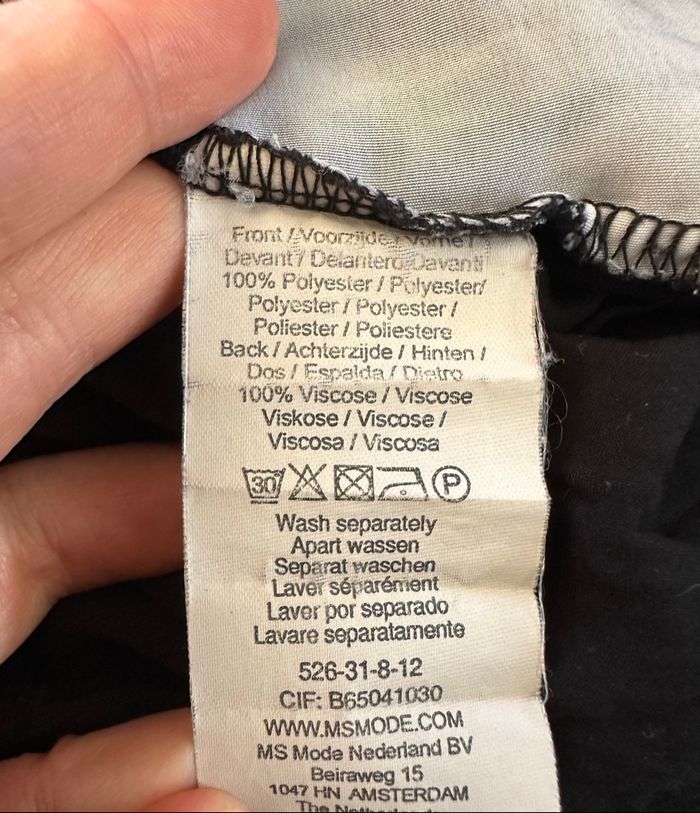 Front / Voorzijde / Vorne /
Devant / Delantero Davanti
100% Polyester / Polyester/
Polyester / Polyester /
Poliester / Poliestere
Back / Achterzijde / Hinten /
Dos / Espalda / Dietro
100% Viscose / Viscose
Viskose / Viscose /
Viscosa / Viscosa
30 P
Wash separately
Apart wassen
Separat waschen
Laver séparément
Lavar por separado
Lavare separatamente
526-31-8-12
CIF: B65041030
WWW.MSMODE.COM
MS Mode Nederland BV
Beiraweg 15
1047 HN AMSTERDAM
The